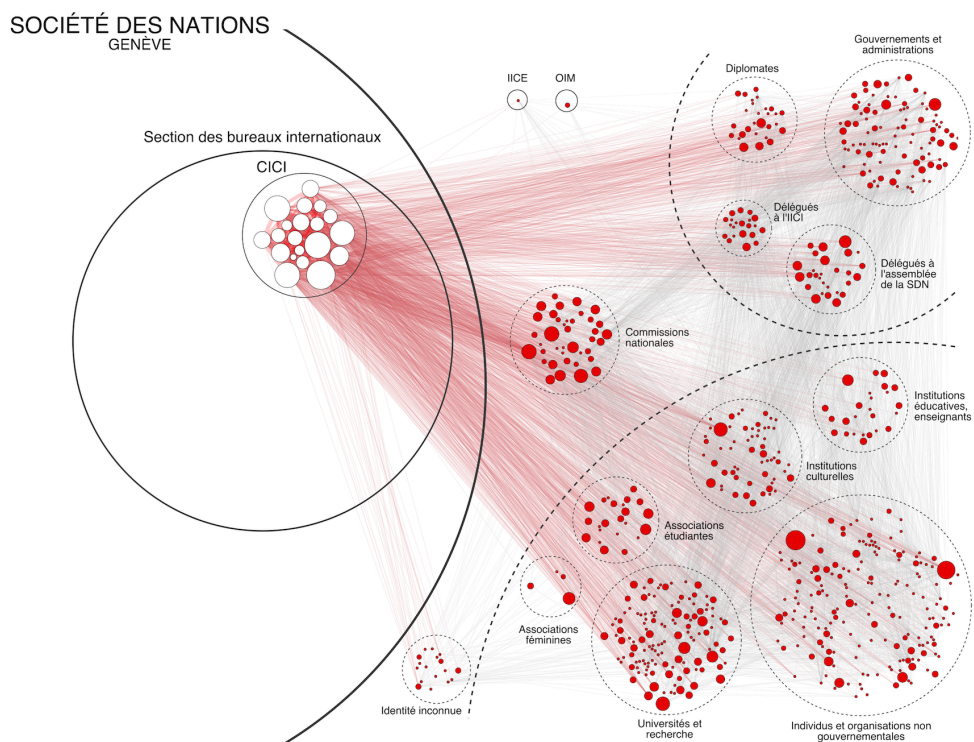 SOCIÉTÉ DES NATIONS
GENÈVE
Section des bureaux internationaux
CICI
IICE
OIM
Diplomates
Gouvernements et
administrations
Délégués
à l'IICI
Délégués à
l'assemblée
de la SDN
Commissions
nationales
Institutions
éducatives,
enseignants
Institutions
culturelles
Associations
étudiantes
Associations
féminines
Identité inconnue
Universités et
recherche
Individus et organisations non
gouvernementales